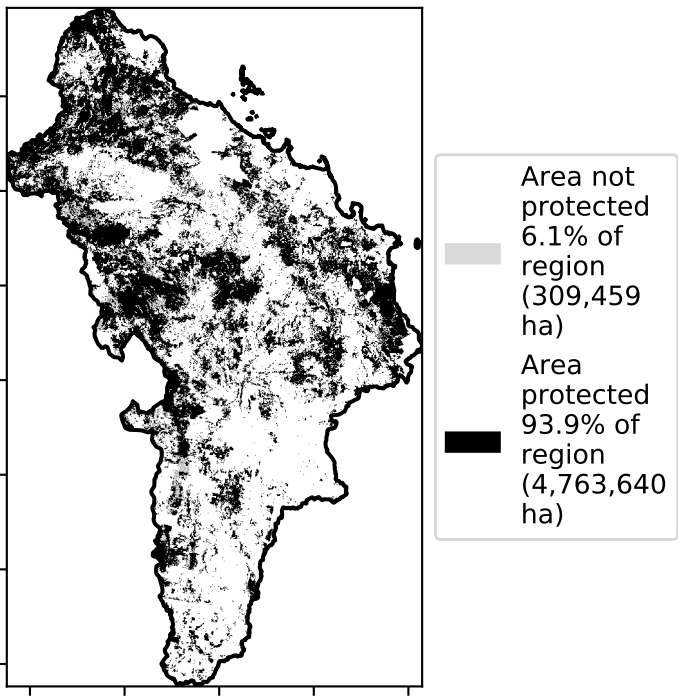 Area not
protected
6.1% of
region
(309,459
ha)
Area
protected
93.9% of
region
(4,763,640
ha)